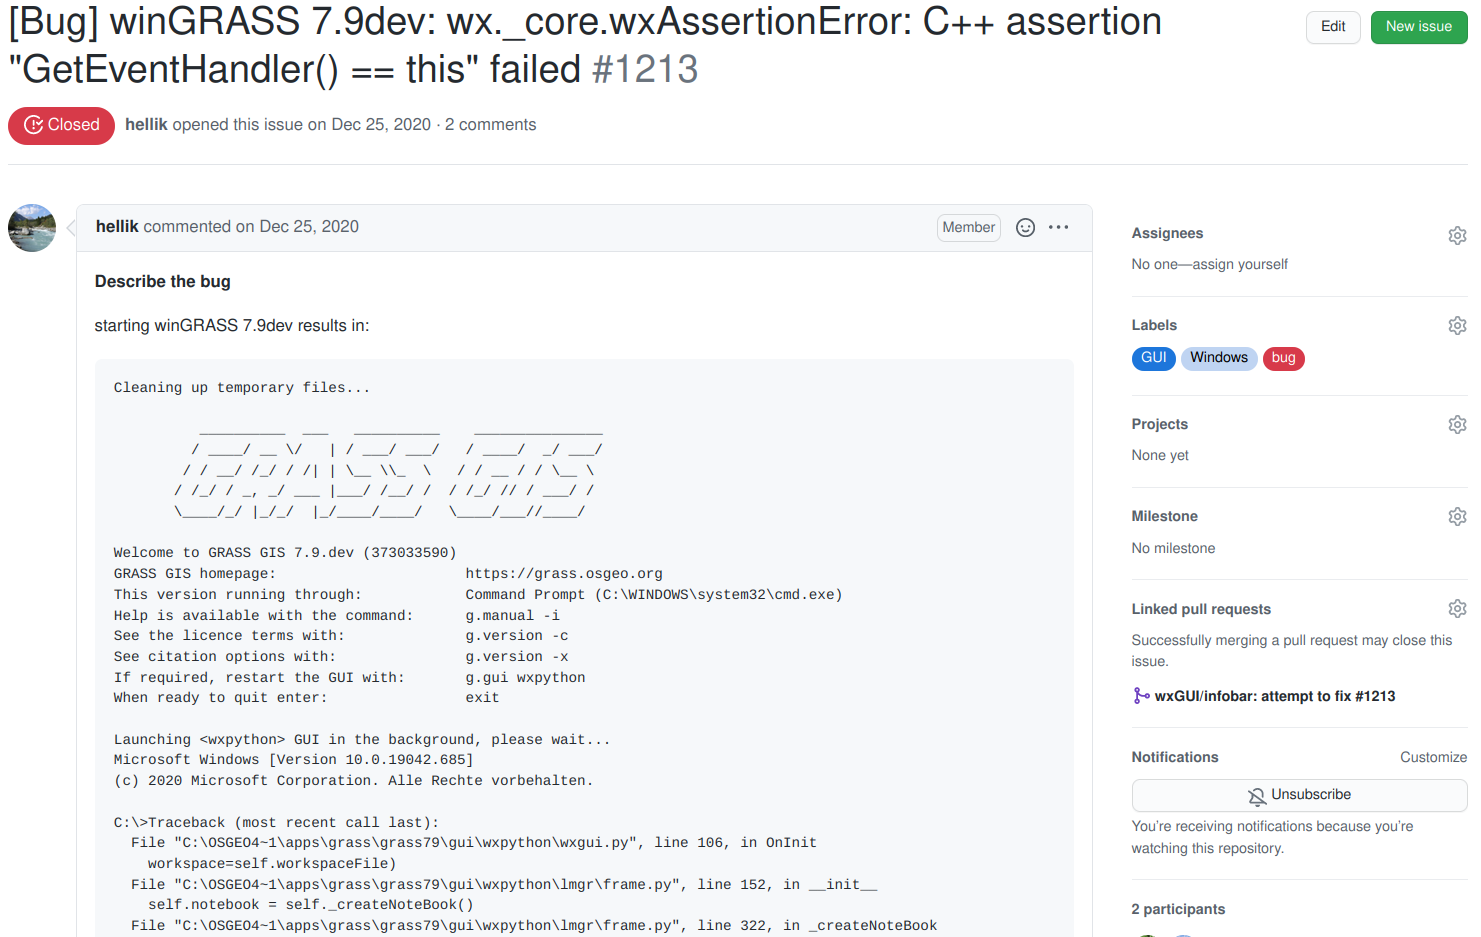 [Bug] winGRASS 7.9dev: wx._core.wxAssertionError: C++ assertion
"GetEventHandler() == this" failed #1213
Edit
New issue
Closed
hellik opened this issue on Dec 25, 2020 · 2 comments
hellik commented on Dec 25, 2020
Member
Describe the bug
starting winGRASS 7.9dev results in:
Cleaning up temporary files...
          __________  ___   __________    _______________
         / ____/ __ \/   | / ___/ ___/   / ____/  _/ ___/
        / / __/ /_/ / /| | \__ \\_  \   / / __ / / \__ \
       / /_/ / _, _/ ___ |___/ /__/ /  / /_/ // / ___/ /
       \____/_/ |_/_/  |_/____/____/   \____/___//____/
Welcome to GRASS GIS 7.9.dev (373033590)
GRASS GIS homepage:                      https://grass.osgeo.org
This version running through:            Command Prompt (C:\WINDOWS\system32\cmd.exe)
Help is available with the command:      g.manual -i
See the licence terms with:              g.version -c
See citation options with:               g.version -x
If required, restart the GUI with:       g.gui wxpython
When ready to quit enter:                exit
Launching <wxpython> GUI in the background, please wait...
Microsoft Windows [Version 10.0.19042.685]
(c) 2020 Microsoft Corporation. Alle Rechte vorbehalten.
C:\>Traceback (most recent call last):
  File "C:\OSGEO4~1\apps\grass\grass79\gui\wxpython\wxgui.py", line 106, in OnInit
    workspace=self.workspaceFile)
  File "C:\OSGEO4~1\apps\grass\grass79\gui\wxpython\lmgr\frame.py", line 152, in __init__
    self.notebook = self._createNoteBook()
  File "C:\OSGEO4~1\apps\grass\grass79\gui\wxpython\lmgr\frame.py", line 322, in _createNoteBook
Assignees
No one—assign yourself
Labels
GUI Windows bug
Projects
None yet
Milestone
No milestone
Linked pull requests
Successfully merging a pull request may close this
issue.
wxGUI/infobar: attempt to fix #1213
Notifications
Customize
Unsubscribe
You're receiving notifications because you're
watching this repository.
2 participants